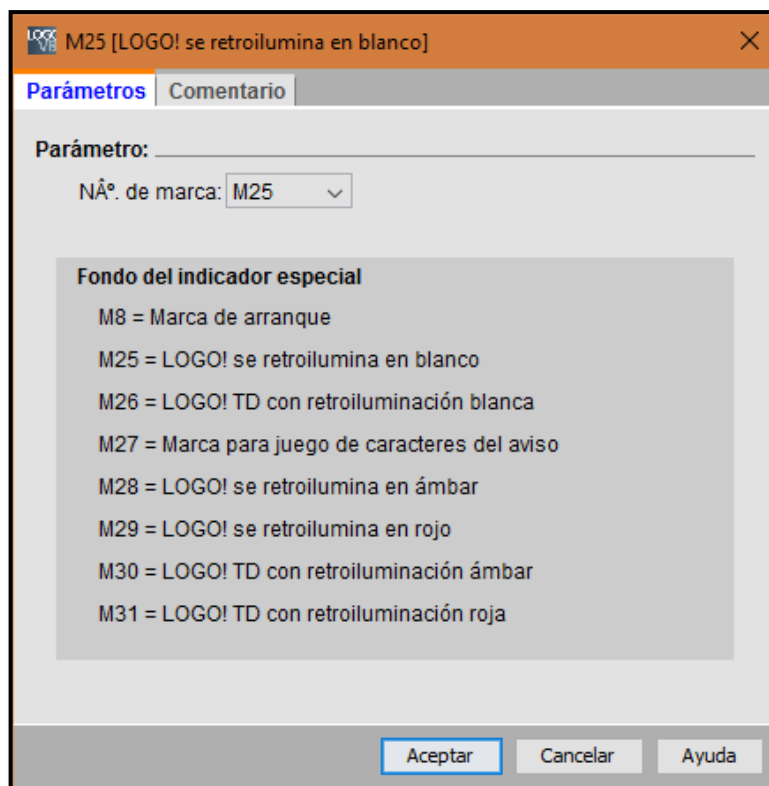 M25 [LOGO! se retroilumina en blanco]
Parámetros Comentario
Parámetro:
NÂº. de marca: M25
Fondo del indicador especial
M8 = Marca de arranque
M25 = LOGO! se retroilumina en blanco
M26 = LOGO! TD con retroiluminación blanca
M27 = Marca para juego de caracteres del aviso
M28 = LOGO! se retroilumina en ámbar
M29 = LOGO! se retroilumina en rojo
M30 = LOGO! TD con retroiluminación ámbar
M31 = LOGO! TD con retroiluminación roja
Aceptar Cancelar Ayuda